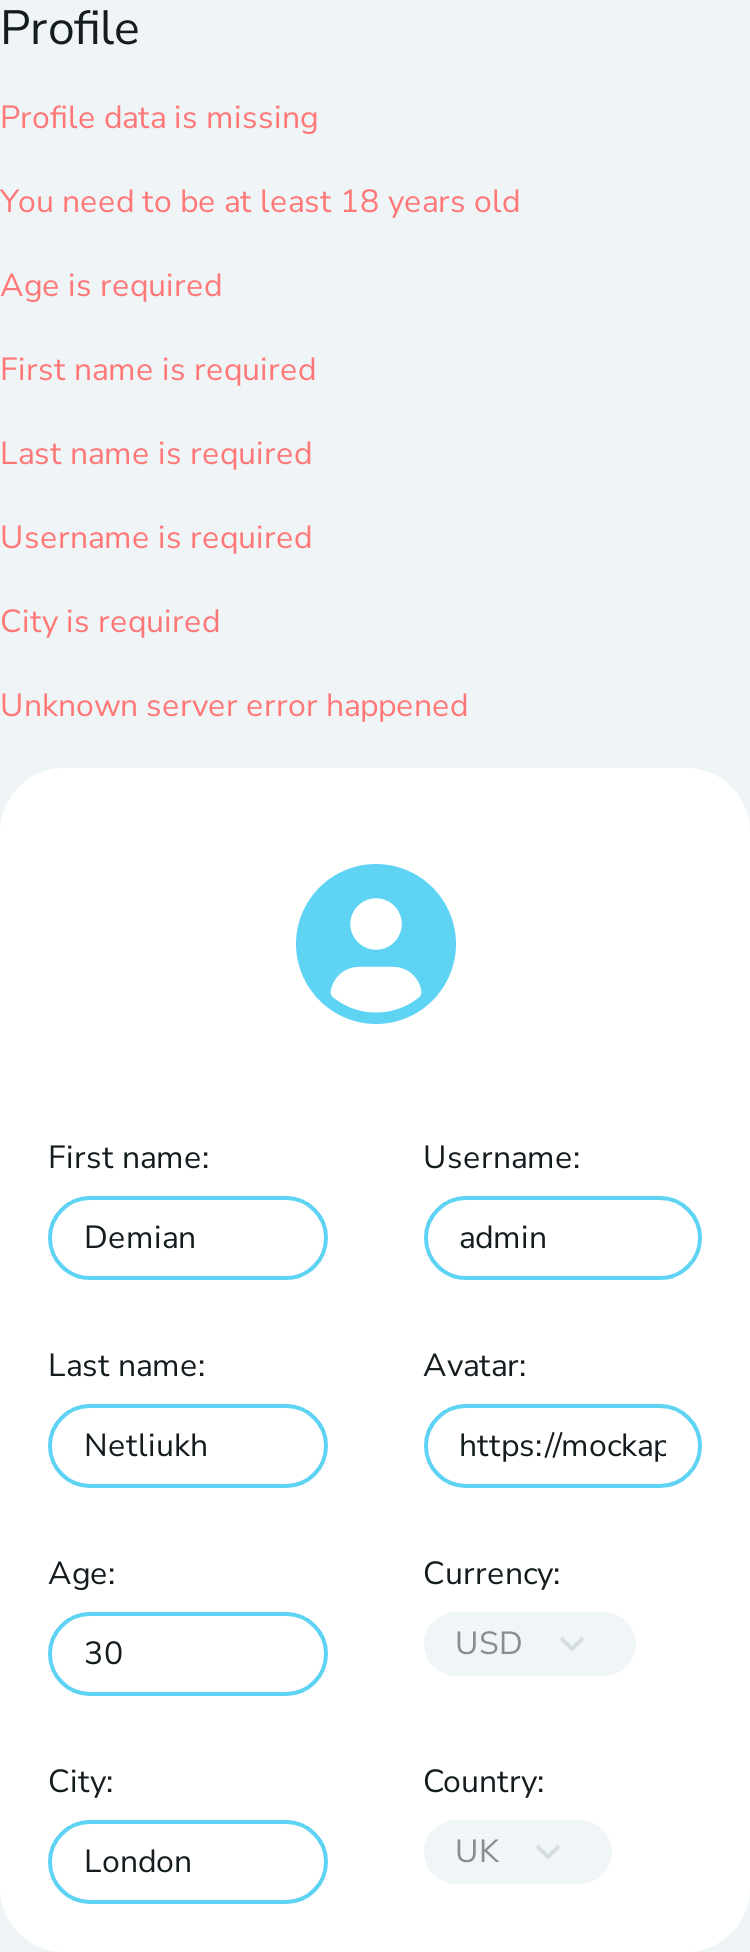 Profile
Profile data is missing
You need to be at least 18 years old
Age is required
First name is required
Last name is required
Username is required
City is required
Unknown server error happened
First name:
Demian
Username:
admin
Last name:
Netliukh
Avatar:
https://mockap
Age:
30
Currency:
USD
City:
London
Country:
UK